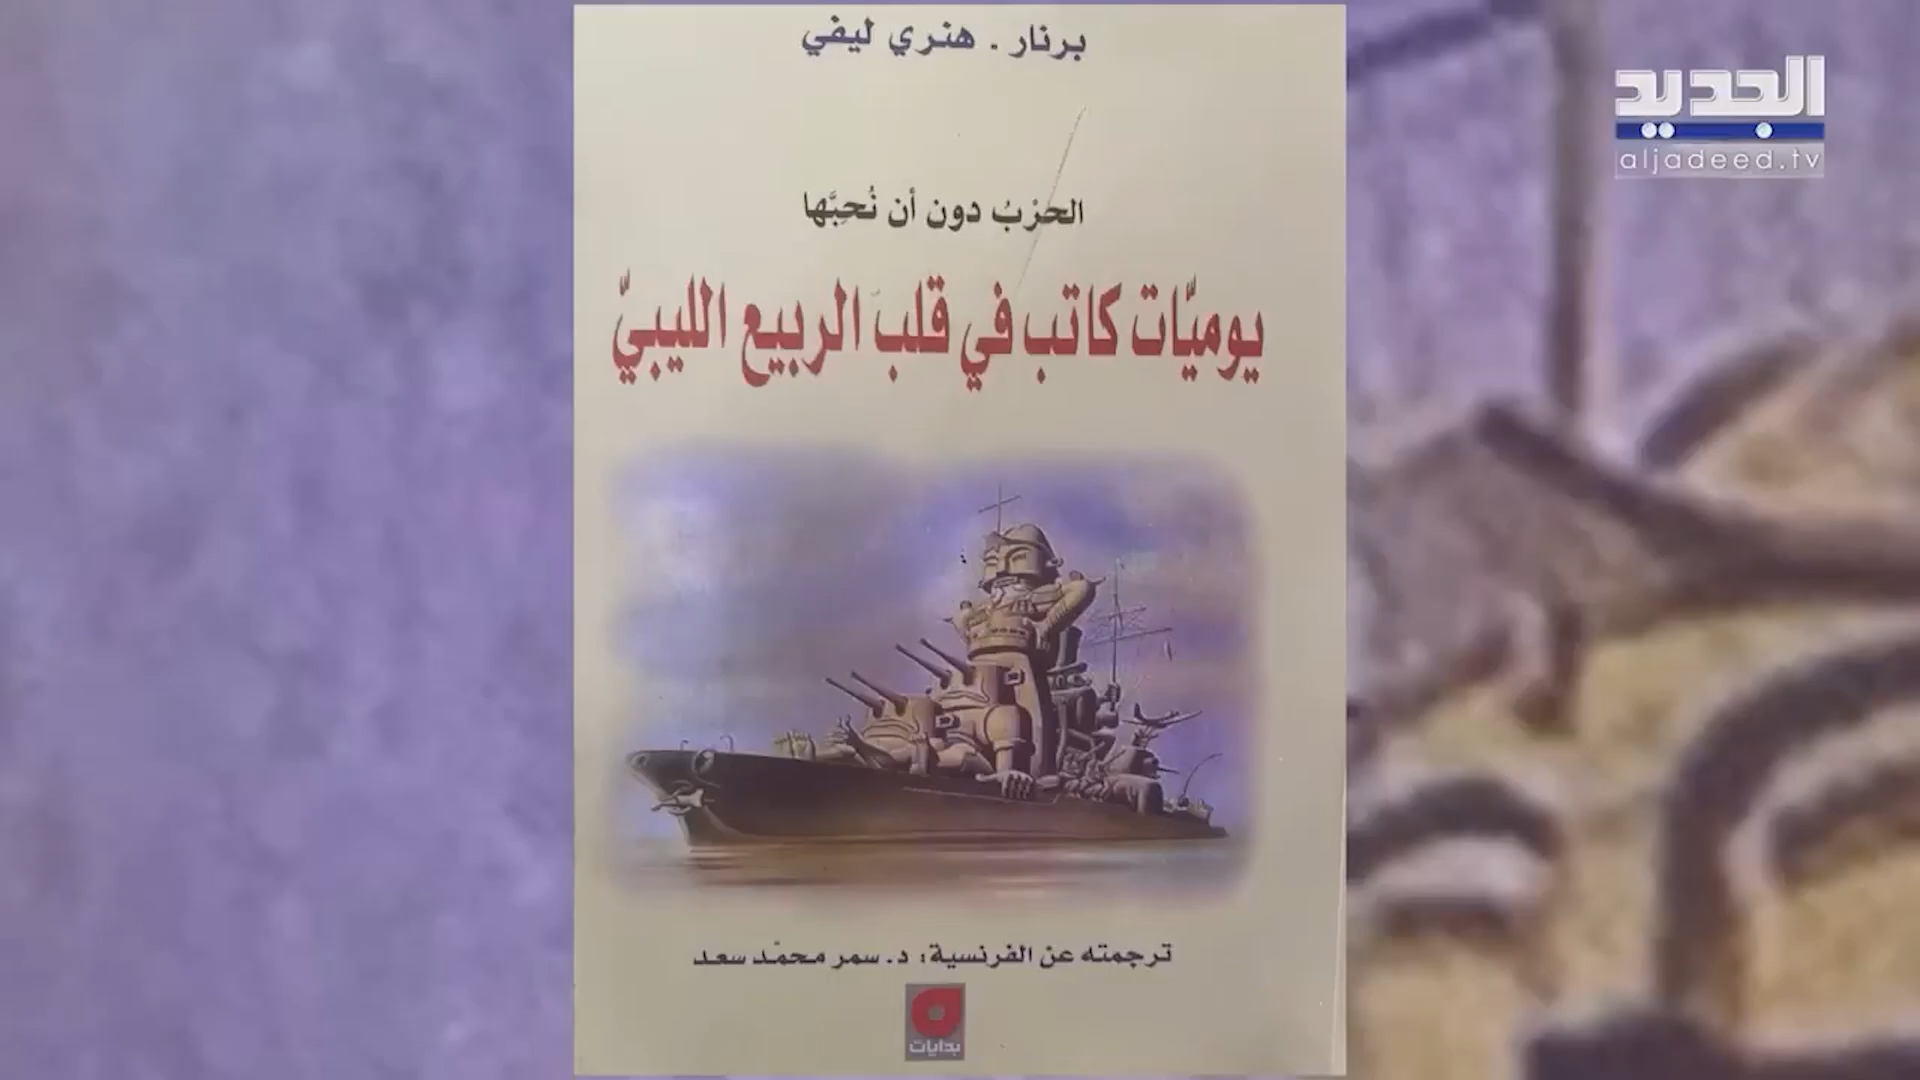 برنار . هنري ليفي
الجديد
aljadeed.tv
الحرْبُ دون أن نُحِبَّها
يوميَّات كاتب في قلب الربيع الليبيّ
ترجمته عن الفرنسية: د. سمر محمّد سعد
بدايات